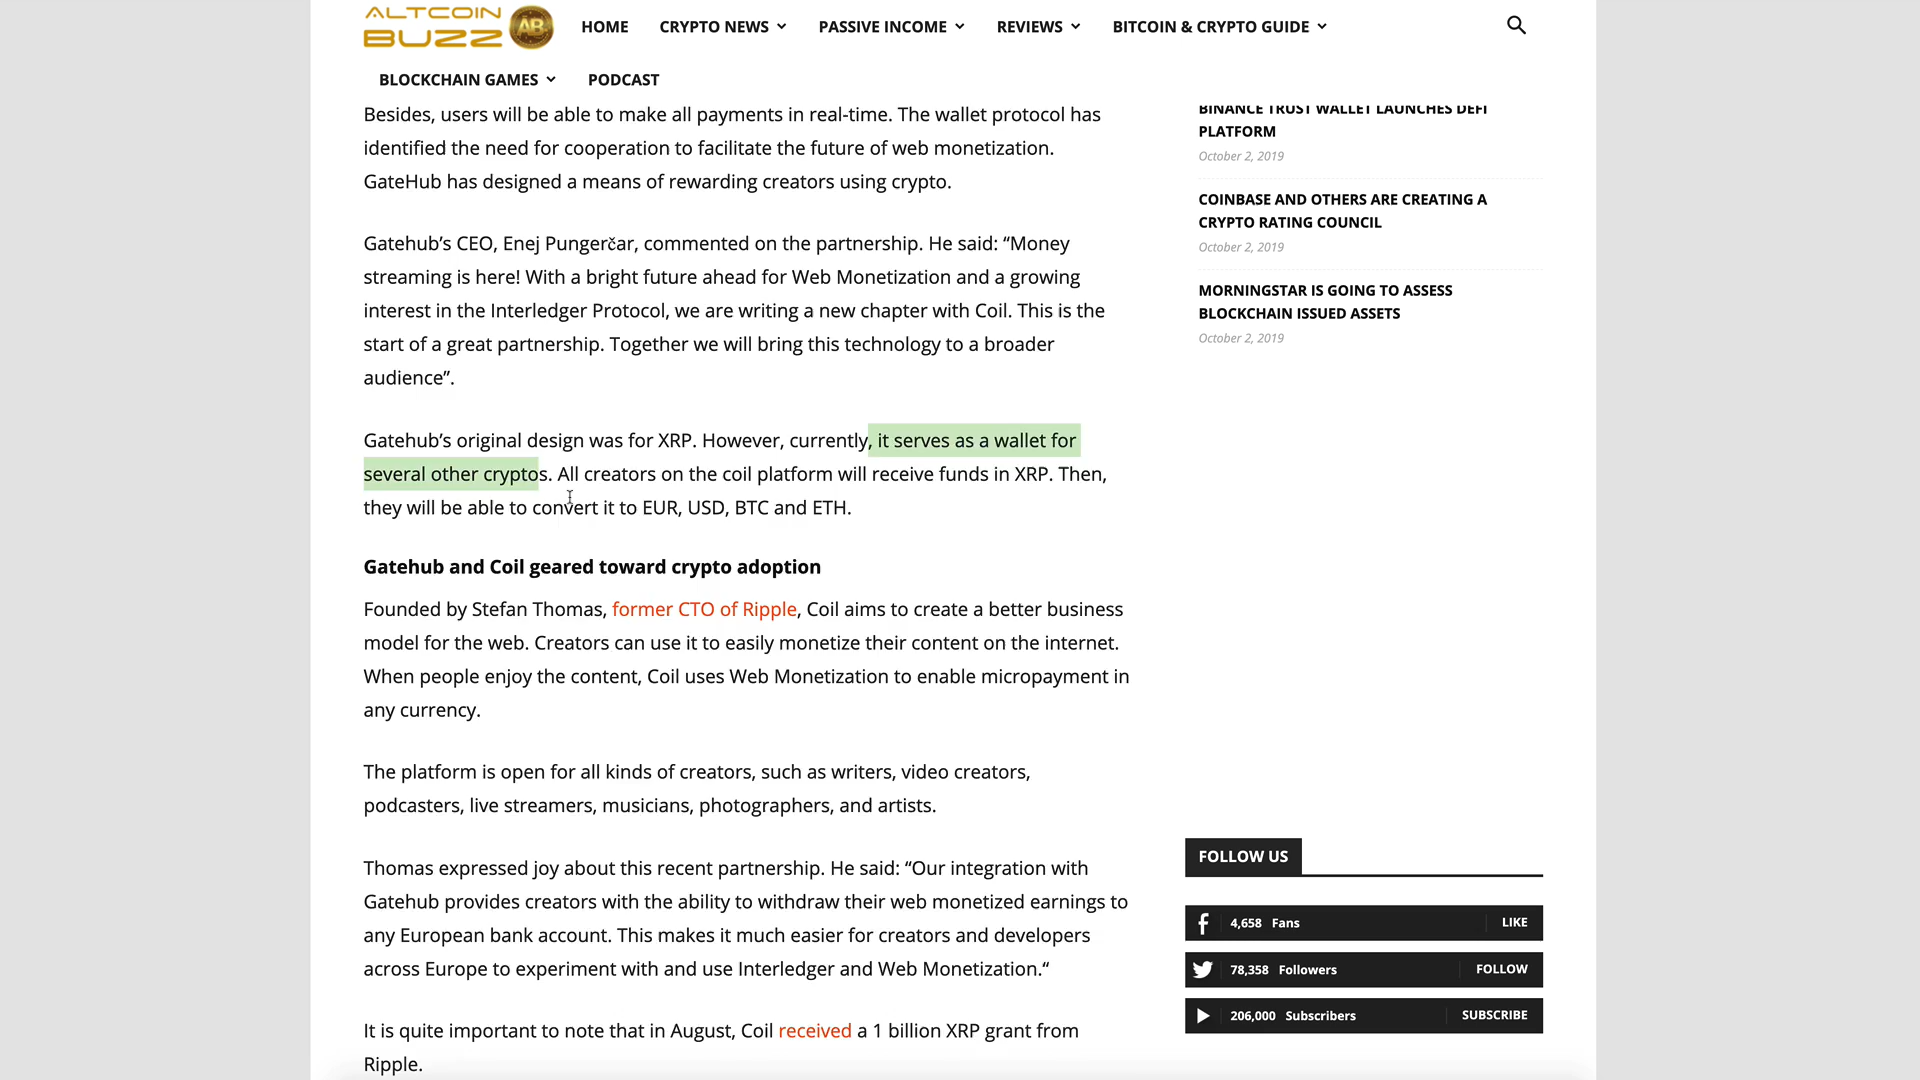 ALTCOIN
BUZZ AB
HOME CRYPTO NEWS PASSIVE INCOME REVIEWS BITCOIN & CRYPTO GUIDE
BLOCKCHAIN GAMES PODCAST
Besides, users will be able to make all payments in real-time. The wallet protocol has
identified the need for cooperation to facilitate the future of web monetization.
GateHub has designed a means of rewarding creators using crypto.
Gatehub’s CEO, Enej Pungerčar, commented on the partnership. He said: “Money
streaming is here! With a bright future ahead for Web Monetization and a growing
interest in the Interledger Protocol, we are writing a new chapter with Coil. This is the
start of a great partnership. Together we will bring this technology to a broader
audience”.
Gatehub’s original design was for XRP. However, currently, it serves as a wallet for
several other cryptos. All creators on the coil platform will receive funds in XRP. Then,
they will be able to convert it to EUR, USD, BTC and ETH.
Gatehub and Coil geared toward crypto adoption
Founded by Stefan Thomas, former CTO of Ripple, Coil aims to create a better business
model for the web. Creators can use it to easily monetize their content on the internet.
When people enjoy the content, Coil uses Web Monetization to enable micropayment in
any currency.
The platform is open for all kinds of creators, such as writers, video creators,
podcasters, live streamers, musicians, photographers, and artists.
Thomas expressed joy about this recent partnership. He said: “Our integration with
Gatehub provides creators with the ability to withdraw their web monetized earnings to
any European bank account. This makes it much easier for creators and developers
across Europe to experiment with and use Interledger and Web Monetization.“
It is quite important to note that in August, Coil received a 1 billion XRP grant from
Ripple.
BINANCE TRUST WALLET LAUNCHES DEFI
PLATFORM
October 2, 2019
COINBASE AND OTHERS ARE CREATING A
CRYPTO RATING COUNCIL
October 2, 2019
MORNINGSTAR IS GOING TO ASSESS
BLOCKCHAIN ISSUED ASSETS
October 2, 2019
FOLLOW US
4,658 Fans LIKE
78,358 Followers FOLLOW
206,000 Subscribers SUBSCRIBE